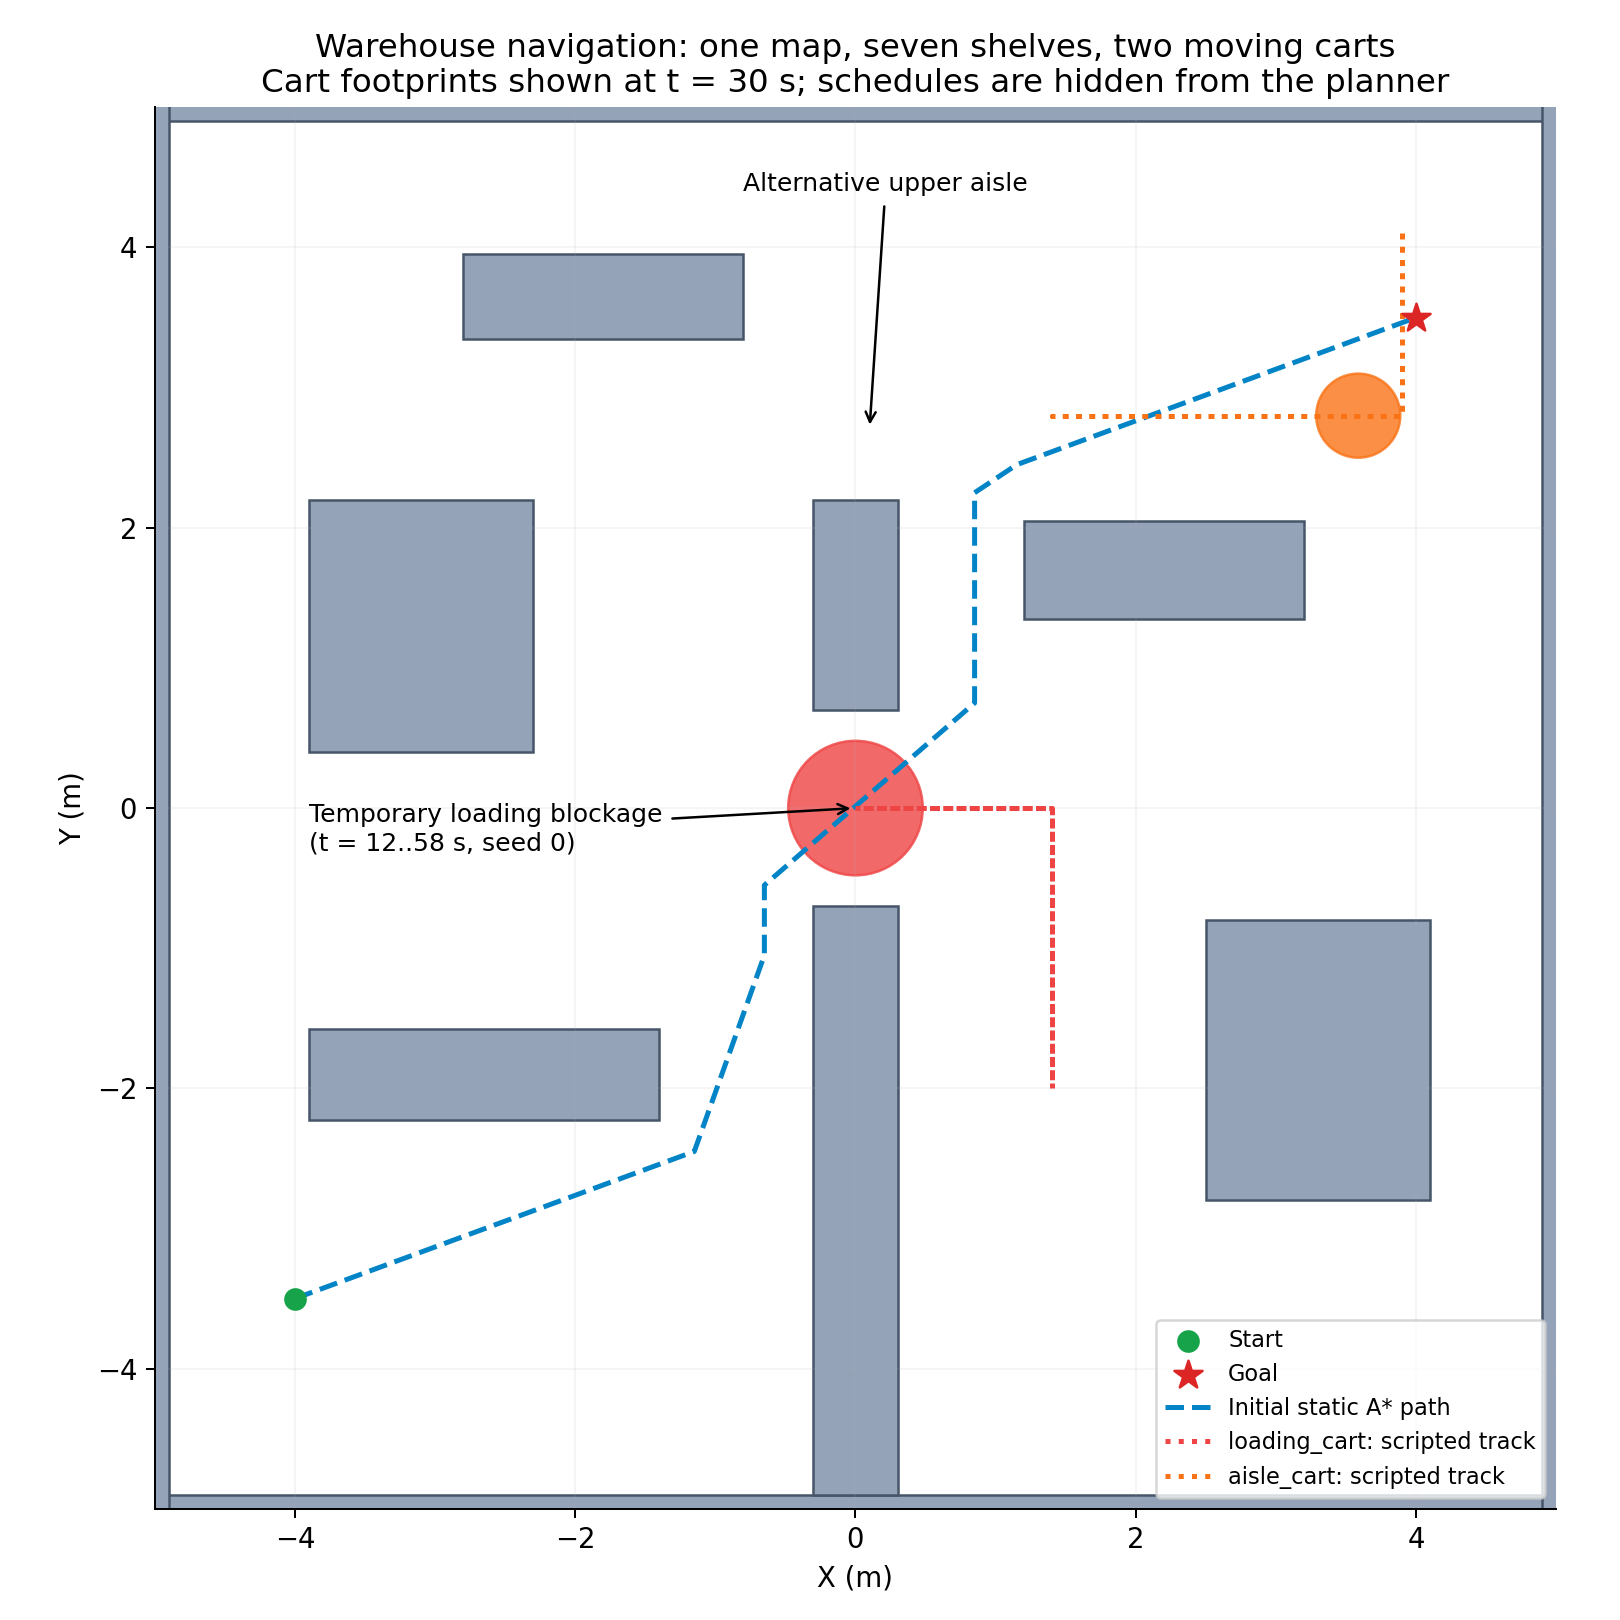 Warehouse navigation: one map, seven shelves, two moving carts
Cart footprints shown at t = 30 s; schedules are hidden from the planner
Alternative upper aisle
Temporary loading blockage
(t = 12..58 s, seed 0)
Y (m)
4
2
0
−2
−4
−4
−2
0
2
4
X (m)
Start
Goal
Initial static A* path
loading_cart: scripted track
aisle_cart: scripted track